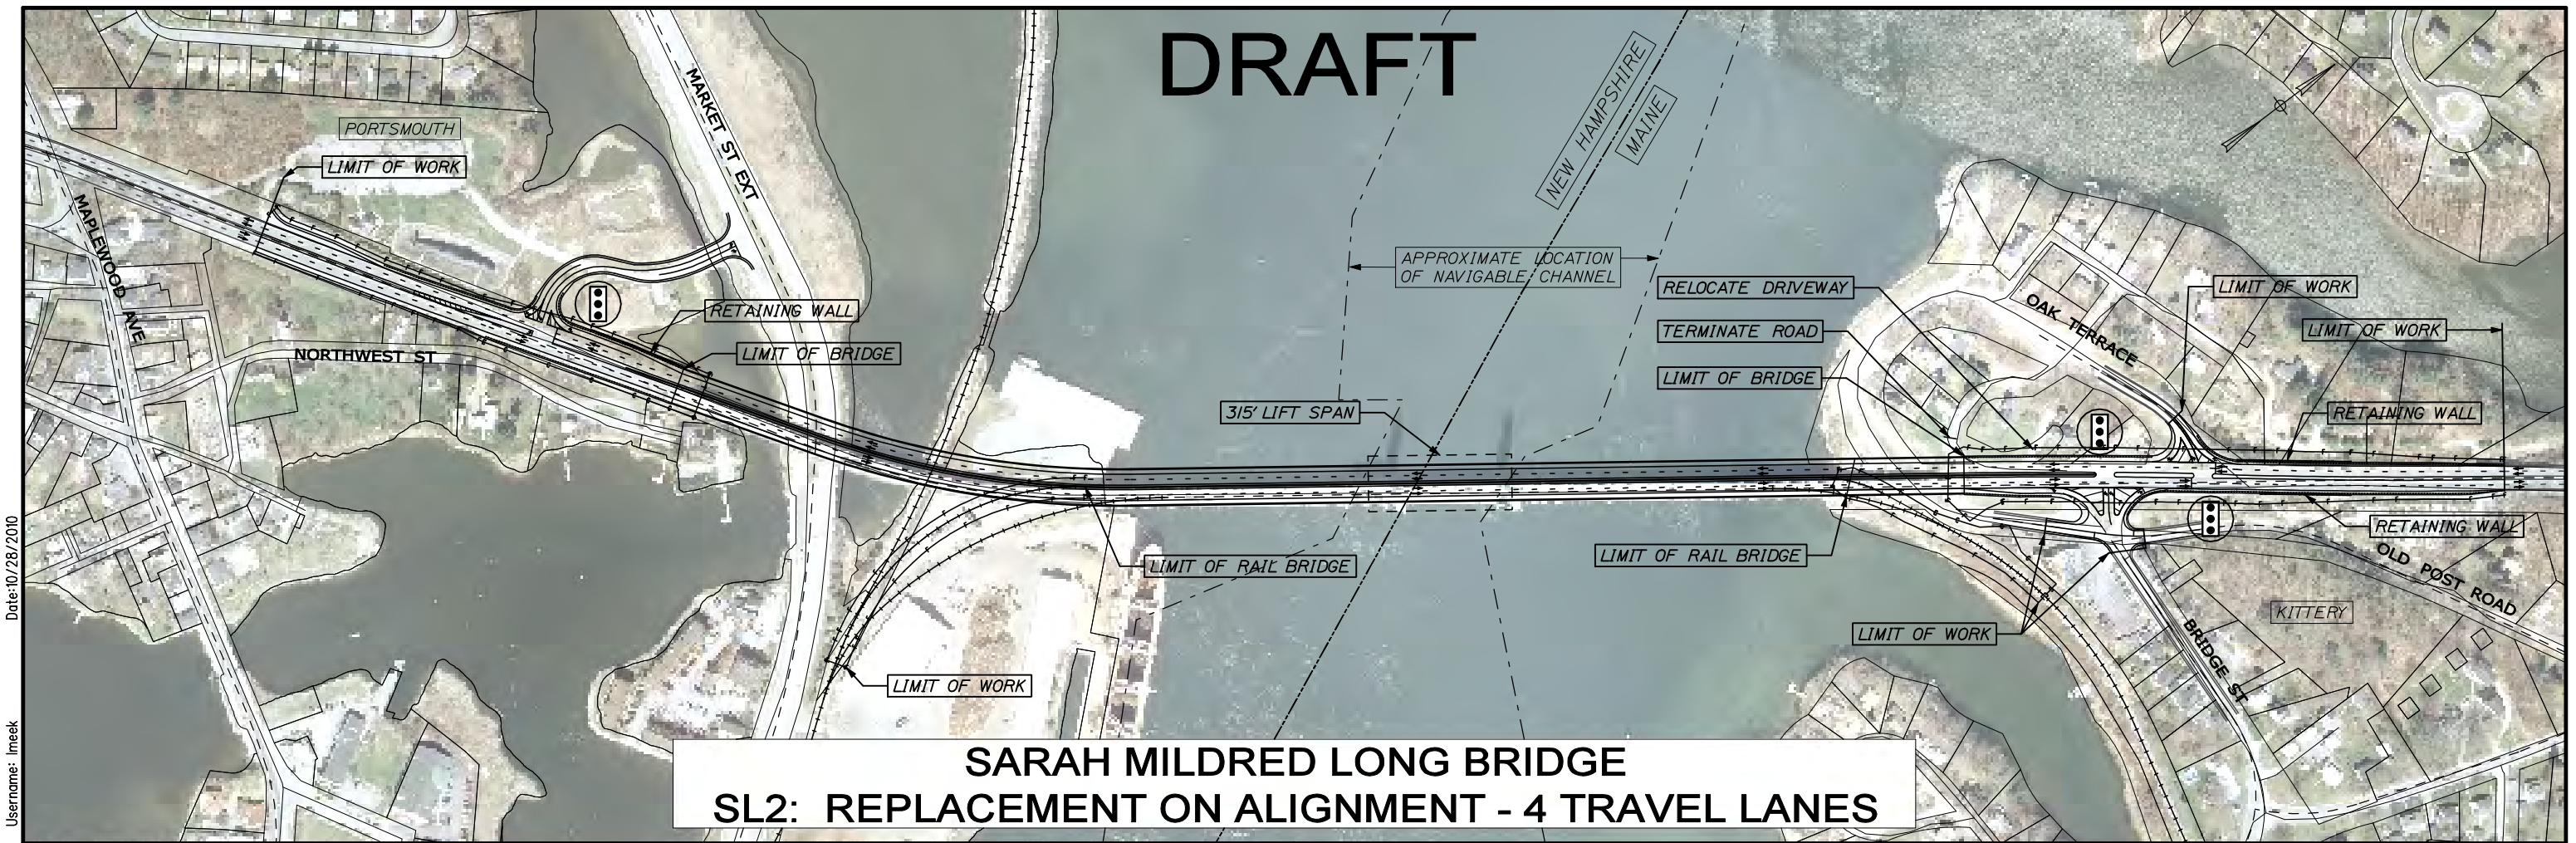 DRAFT
PORTSMOUTH
LIMIT OF WORK
MARKET ST EXT
MAPLEWOOD AVE
NORTHWEST ST
RETAINING WALL
LIMIT OF BRIDGE
NEW HAMPSHIRE
MAINE
APPROXIMATE LOCATION
OF NAVIGABLE CHANNEL
315' LIFT SPAN
RELOCATE DRIVEWAY
TERMINATE ROAD
LIMIT OF BRIDGE
OAK TERRACE
LIMIT OF WORK
LIMIT OF WORK
RETAINING WALL
RETAINING WALL
LIMIT OF RAIL BRIDGE
LIMIT OF RAIL BRIDGE
OLD POST ROAD
KITTERY
BRIDGE ST
LIMIT OF WORK
LIMIT OF WORK
SARAH MILDRED LONG BRIDGE
SL2: REPLACEMENT ON ALIGNMENT - 4 TRAVEL LANES
Date:10/28/2010
Username: lmeek